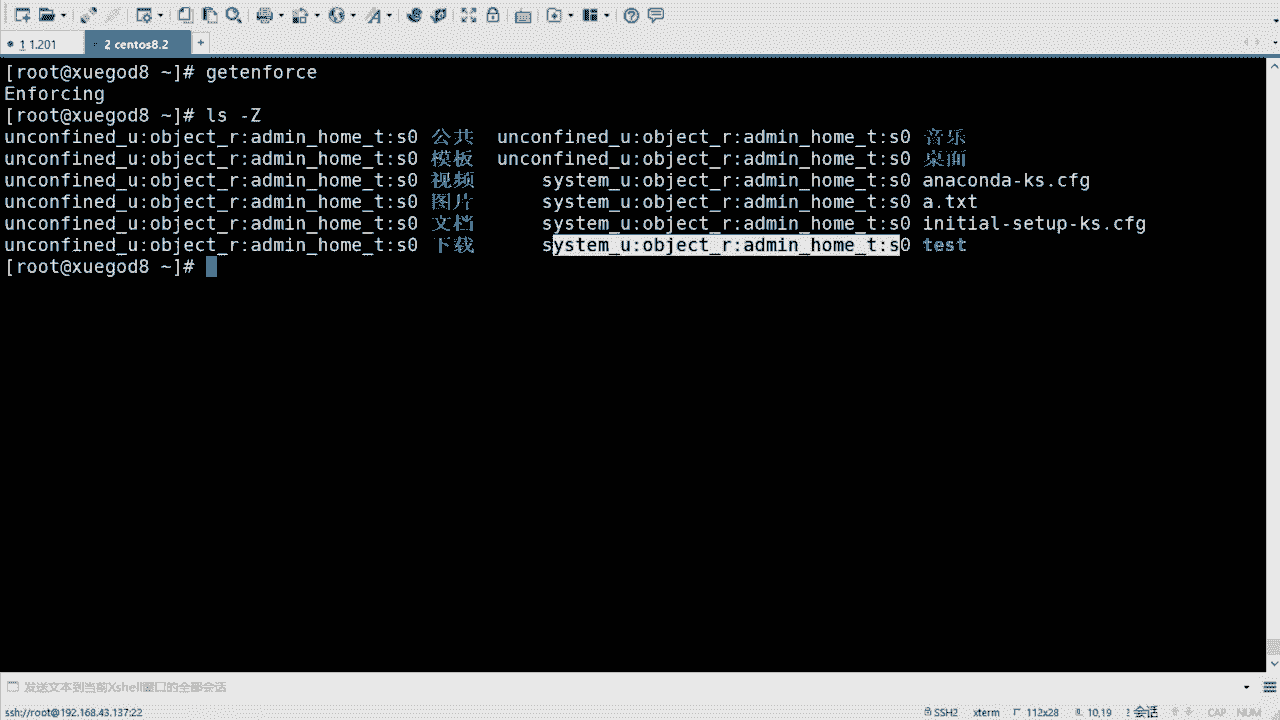 1 1.201
2 centos8.2
+
[root@xuegod8 ~]# getenforce
Enforcing
[root@xuegod8 ~]# ls -Z
unconfined_u:object_r:admin_home_t:s0 公共 unconfined_u:object_r:admin_home_t:s0 音乐
unconfined_u:object_r:admin_home_t:s0 模板 unconfined_u:object_r:admin_home_t:s0 桌面
unconfined_u:object_r:admin_home_t:s0 视频 system_u:object_r:admin_home_t:s0 anaconda-ks.cfg
unconfined_u:object_r:admin_home_t:s0 图片 system_u:object_r:admin_home_t:s0 a.txt
unconfined_u:object_r:admin_home_t:s0 文档 system_u:object_r:admin_home_t:s0 initial-setup-ks.cfg
unconfined_u:object_r:admin_home_t:s0 下载 system_u:object_r:admin_home_t:s0 test
[root@xuegod8 ~]#
发送文本到当前Xshell窗口的全部会话
ssh://root@192.168.43.137:22 SSH2 xterm 112x28 10,19 会话 CAP NUM